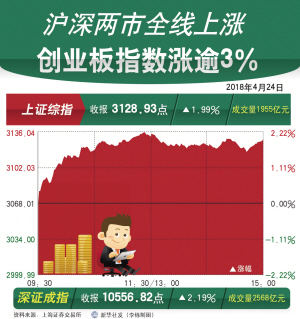 沪深两市全线上涨
创业板指数涨逾3%
2018年4月24日
上证综指 收报 3128.93点 ▲1.99% 成交量1955亿元
3136.04 2.22%
3102.03 1.11%
3068.01 0.00%
3034.00 -1.11%
2999.99 -2.22%
▲涨幅
09.30 11.30/13.00 15.00
深证成指 收报 10556.82点 ▲2.19% 成交量2568亿元
资料来源：上海证券交易所 新华社发